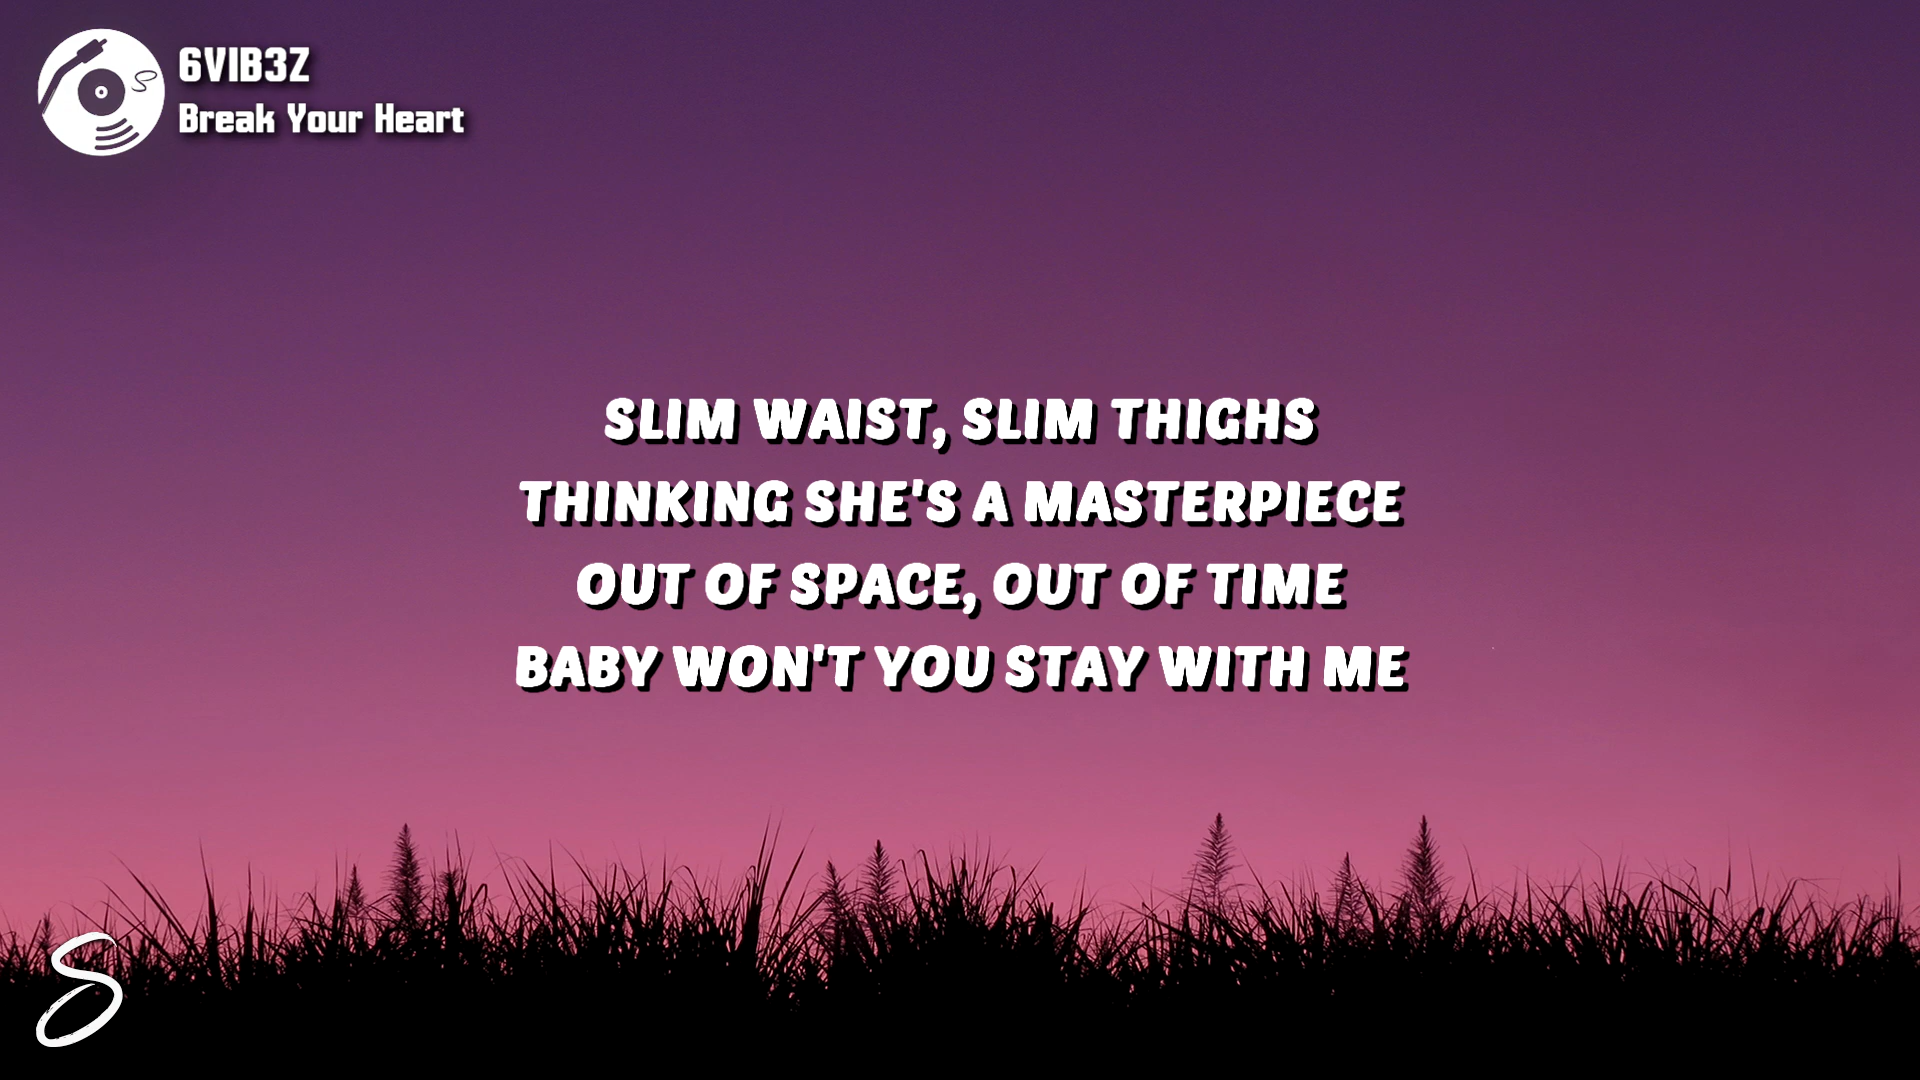 6VIB3Z
Break Your Heart
SLIM WAIST, SLIM THIGHS
THINKING SHE'S A MASTERPIECE
OUT OF SPACE, OUT OF TIME
BABY WON'T YOU STAY WITH ME
S